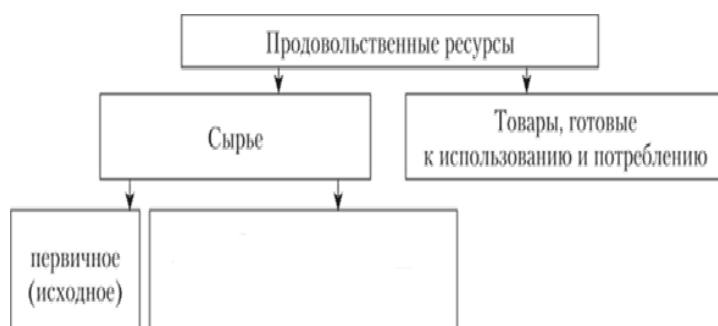 Продовольственные ресурсы
Сырье
Товары, готовые
к использованию и потреблению
первичное
(исходное)